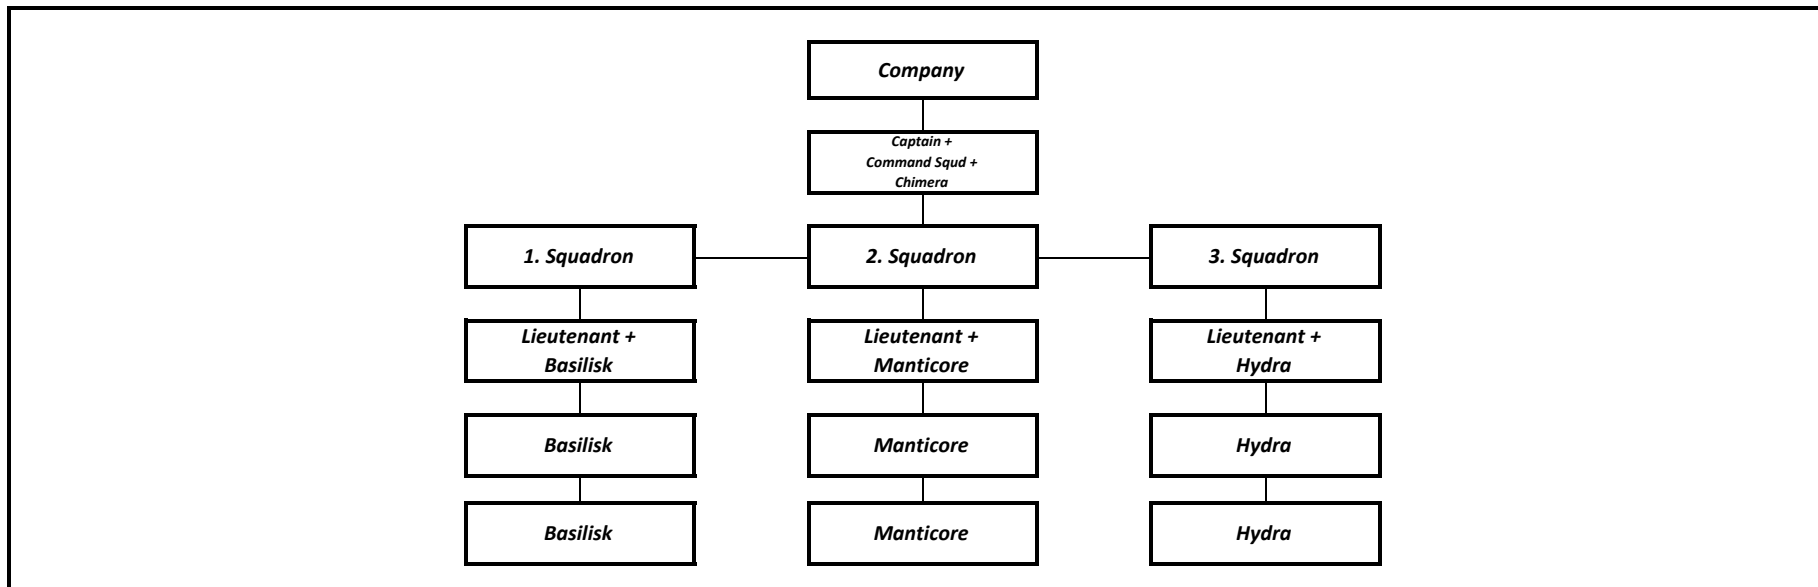 Company
Captain +
Command Squd +
Chimera
1. Squadron
2. Squadron
3. Squadron
Lieutenant +
Basilisk
Lieutenant +
Manticore
Lieutenant +
Hydra
Basilisk
Manticore
Hydra
Basilisk
Manticore
Hydra